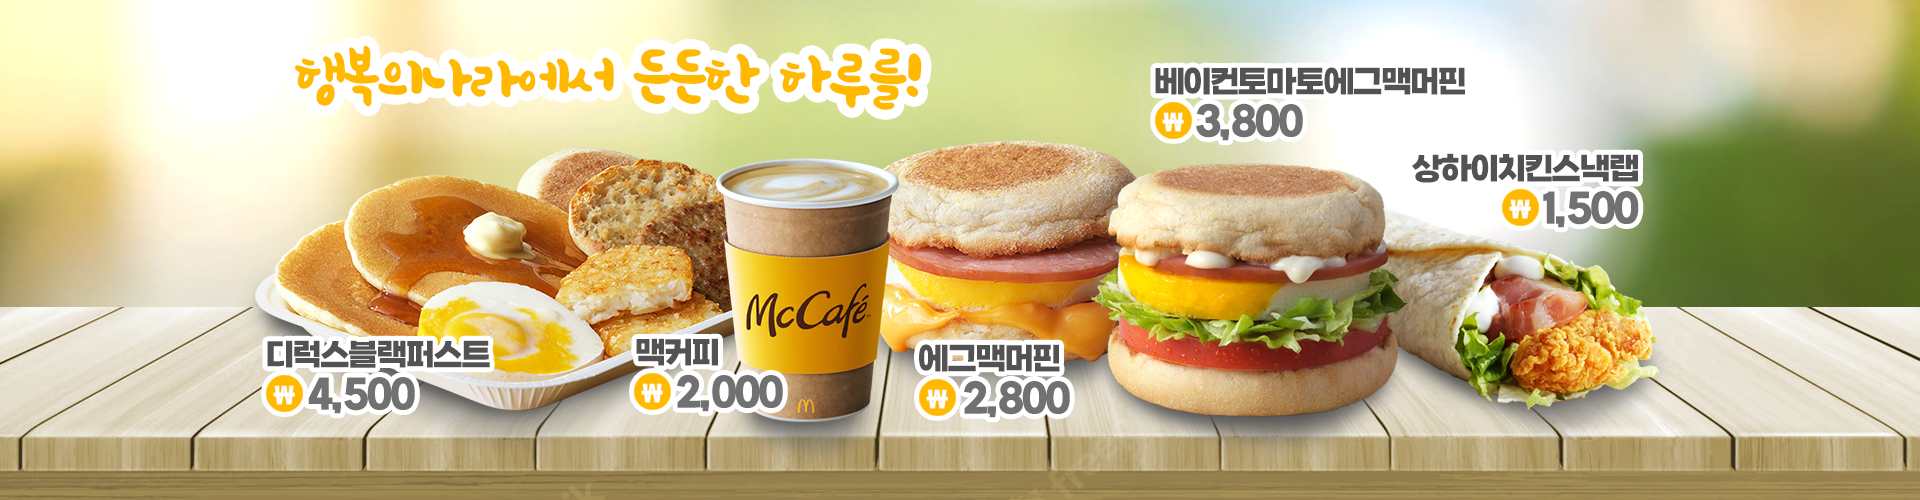 행복의나라에서 든든한 하루를!
베이컨토마토에그맥머핀
₩ 3,800
상하이치킨스낵랩
₩ 1,500
McCafé
디럭스블랙퍼스트
₩ 4,500
맥커피
₩ 2,000
에그맥머핀
₩ 2,800